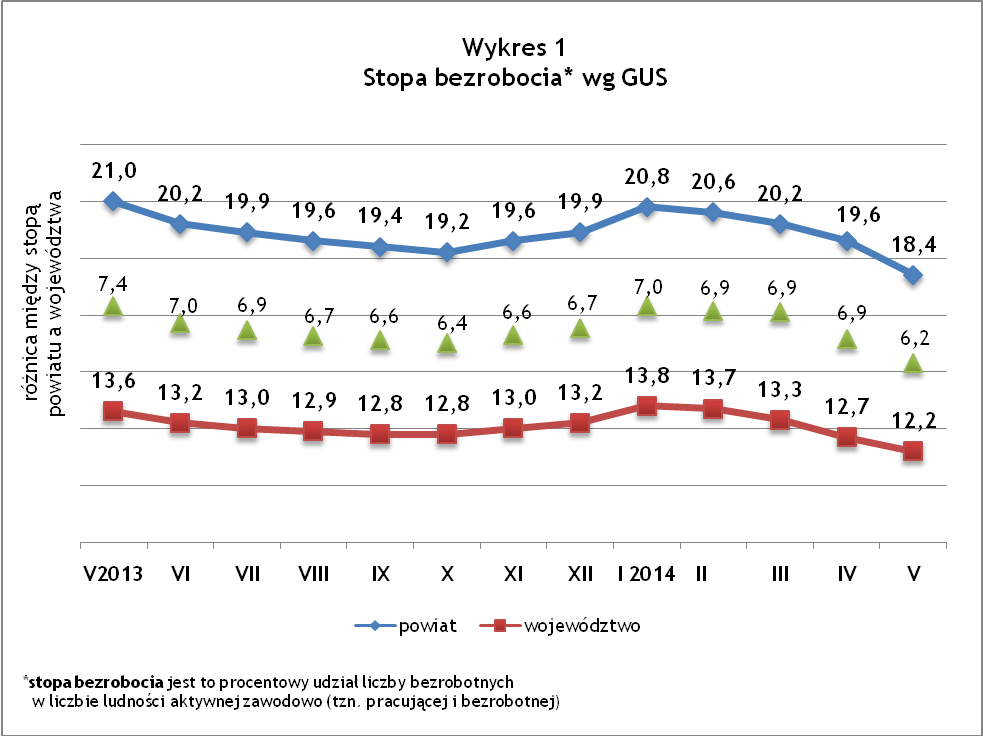 Wykres 1
Stopa bezrobocia* wg GUS
różnica między stopą
powiatu a województwa
21,0 20,2 19,9 19,6 19,4 19,2 19,6 19,9 20,8 20,6 20,2 19,6 18,4
7,4 7,0 6,9 6,7 6,6 6,4 6,6 6,7 7,0 6,9 6,9 6,9 6,2
13,6 13,2 13,0 12,9 12,8 12,8 13,0 13,2 13,8 13,7 13,3 12,7 12,2
V2013 VI VII VIII IX X XI XII I 2014 II III IV V
powiat województwo
*stopa bezrobocia jest to procentowy udział liczby bezrobotnych
w liczbie ludności aktywnej zawodowo (tzn. pracującej i bezrobotnej)